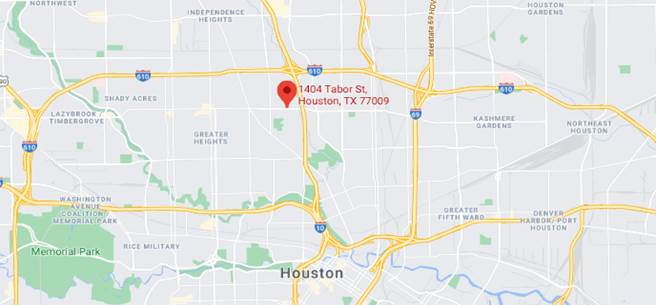 NORTHWEST
INDEPENDENCE
HEIGHTS
HOUSTON
GARDENS
Interstate 69 HOV
610
610
610
1404 Tabor St,
Houston, TX 77009
SHADY ACRES
69
KASHMERE
GARDENS
NORTHEAST
HOUSTON
LAZYBROOK /
TIMBERGROVE
GREATER
HEIGHTS
610
WASHINGTON
AVENUE
COALITION
MEMORIAL PARK
GREATER
FIFTH WARD
DENVER
HARBOR/PORT
HOUSTON
10
RICE MILITARY
Memorial Park
Houston